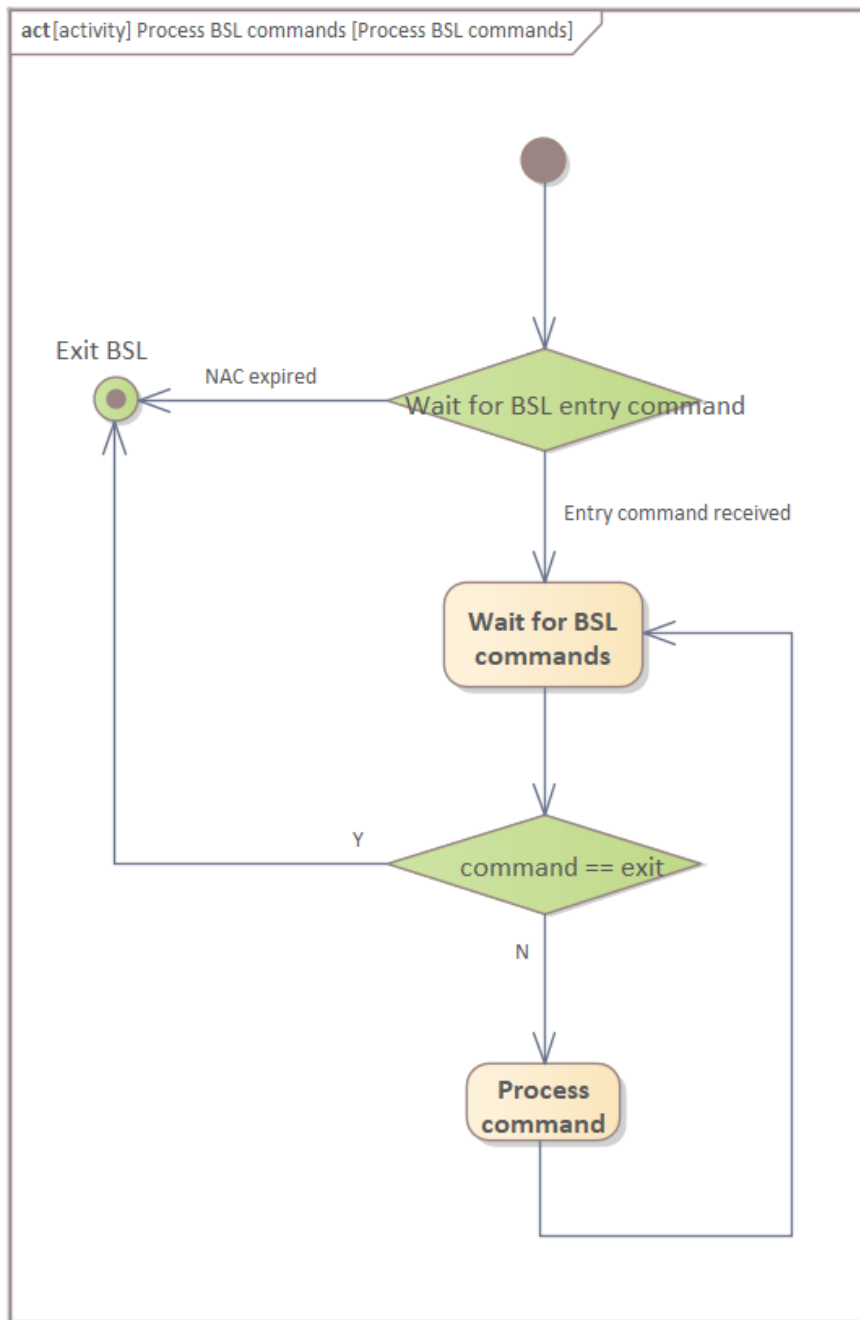 act [activity] Process BSL commands [Process BSL commands]
Exit BSL
NAC expired
Wait for BSL entry command
Entry command received
Wait for BSL
commands
Y
command == exit
N
Process
command